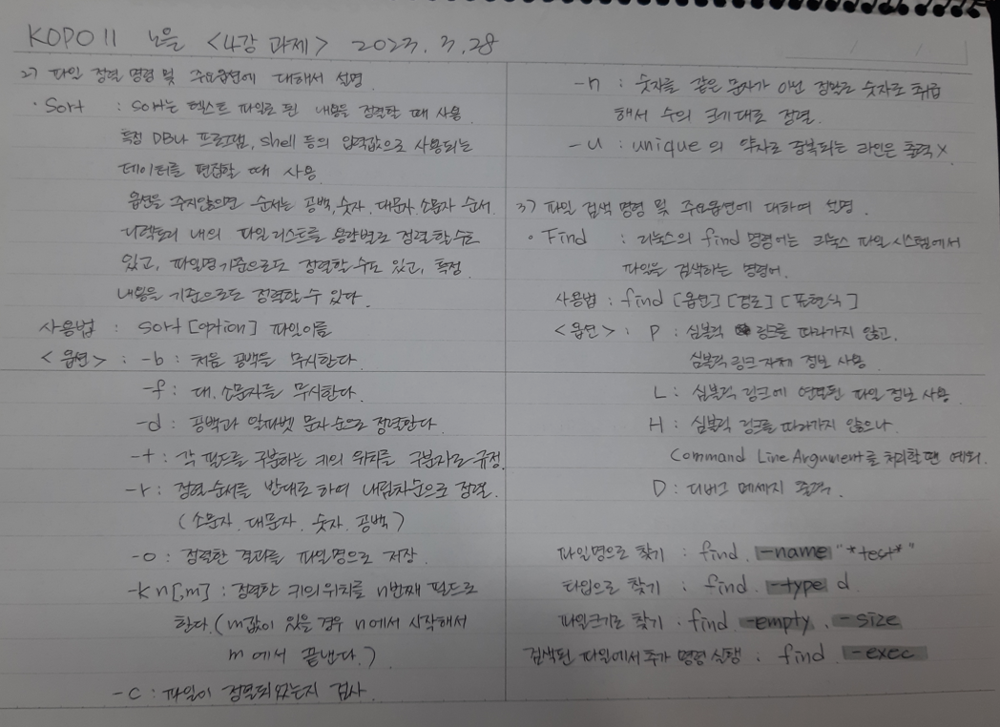 KOPO11 노을 <4강 과제> 2023.3.28
2) 파일 정렬 명령 및 주요옵션에 대해서 설명
· Sort : sort는 텍스트 파일로 된 내용을 정렬할 때 사용
특정 DB나 프로그램, shell 등의 입력값으로 사용되는
데이터를 편집할 때 사용.
옵션을 주지않으면 순서는 공백, 숫자, 대문자, 소문자 순서.
디렉토리 내의 파일 리스트를 용량별로 정렬할수도
있고, 파일명 기준으로도 정렬할 수도 있고, 특정
내용을 기준으로도 정렬할 수 있다.
사용법 : sort [option] 파일이름
<옵션> : -b : 처음 공백을 무시한다.
-f : 대. 소문자를 무시한다.
-d : 공백과 알파벳 문자 순으로 정렬한다.
-t : 각 필드를 구분하는 키의 위치를 구분자로 규정.
-r : 정렬 순서를 반대로 하여 내림차순으로 정렬.
(소문자. 대문자. 숫자. 공백)
-o : 정렬한 결과를 파일명으로 저장.
-k n[,m] : 정렬한 키의 위치를 n번째 필드로
한다. (m값이 있을 경우 n에서 시작해서
m에서 끝낸다.)
-c : 파일이 정렬되었는지 검사.
-n : 숫자를 같은 문자가 아닌 정말로 숫자로 취급
해서 수의 크기대로 정렬.
-u : unique의 약자로 중복되는 라인은 출력X
3) 파일 검색 명령 및 주요옵션에 대하여 설명.
· Find : 리눅스의 find 명령어는 리눅스 파일 시스템에서
파일을 검색하는 명령어.
사용법 : find [옵션] [경로] [표현식]
<옵션> : P : 심볼릭 링크를 따라가지 않고.
심볼릭 링크 자체 정보 사용.
L : 심볼릭 링크에 연결된 파일 정보 사용
H : 심볼릭 링크를 따라가지 않으나
Command Line Argument를 처리할 땐 예외.
D : 디버그 메세지 출력.
파일명으로 찾기 : find. -name "*test*"
타입으로 찾기 : find. -type d.
파일크기로 찾기 · find. -empty. -size
검색된 파일에서 추가 명령 실행 : find. -exec